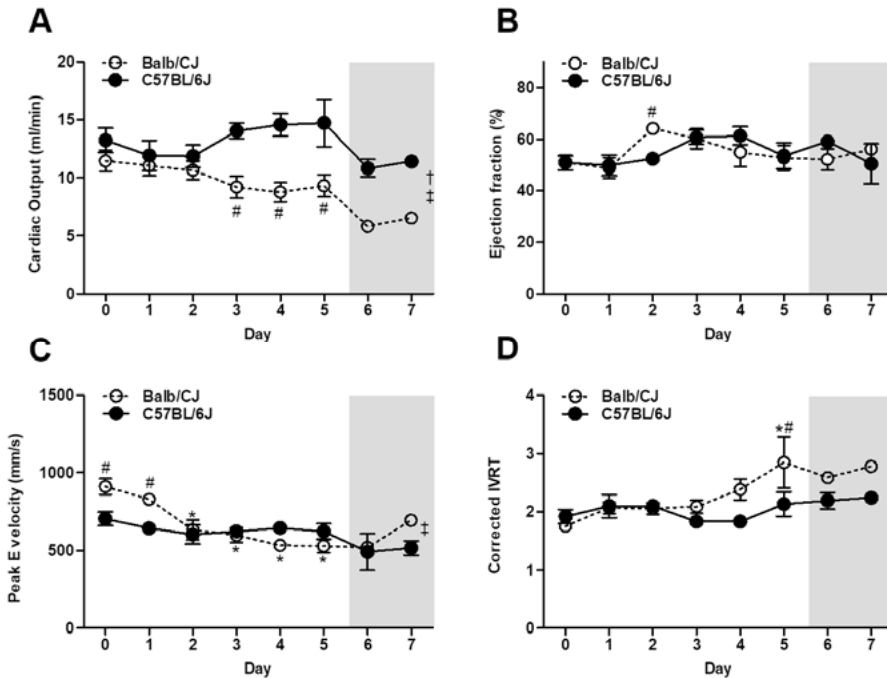 A
Balb/CJ
C57BL/6J
Cardiac Output (ml/min)
20
15
10
5
0
# # #
†
‡
0 1 2 3 4 5 6 7
Day
B
Balb/CJ
C57BL/6J
Ejection fraction (%)
80
60
40
20
0
#
0 1 2 3 4 5 6 7
Day
C
Balb/CJ
C57BL/6J
Peak E velocity (mm/s)
1500
1000
500
0
# #
* * * *
‡
0 1 2 3 4 5 6 7
Day
D
Balb/CJ
C57BL/6J
Corrected IVRT
4
3
2
1
0
*#
0 1 2 3 4 5 6 7
Day